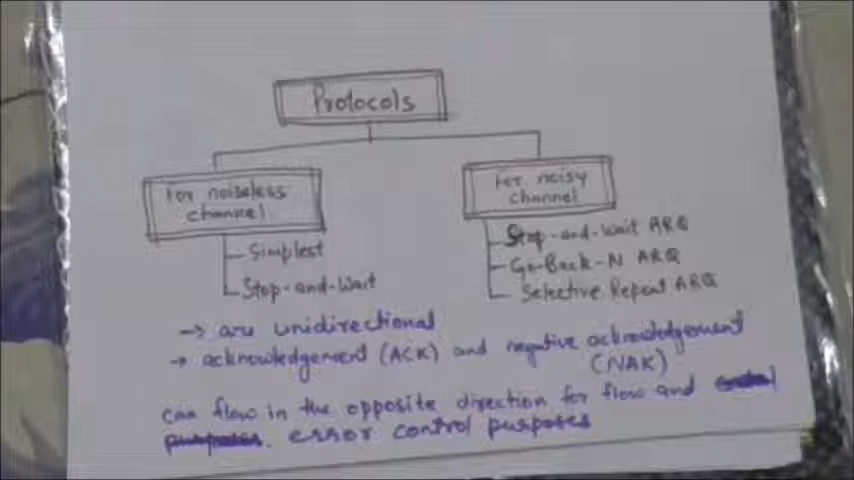 Protocols
For noiseless
channel
For noisy
channel
Simplest
Stop-and-Wait
Stop-and-Wait ARQ
Go-Back-N ARQ
Selective Repeat ARQ
→ are unidirectional
→ acknowledgement (ACK) and negative acknowledgement
(NAK)
can flow in the opposite direction for flow and
error control purposes